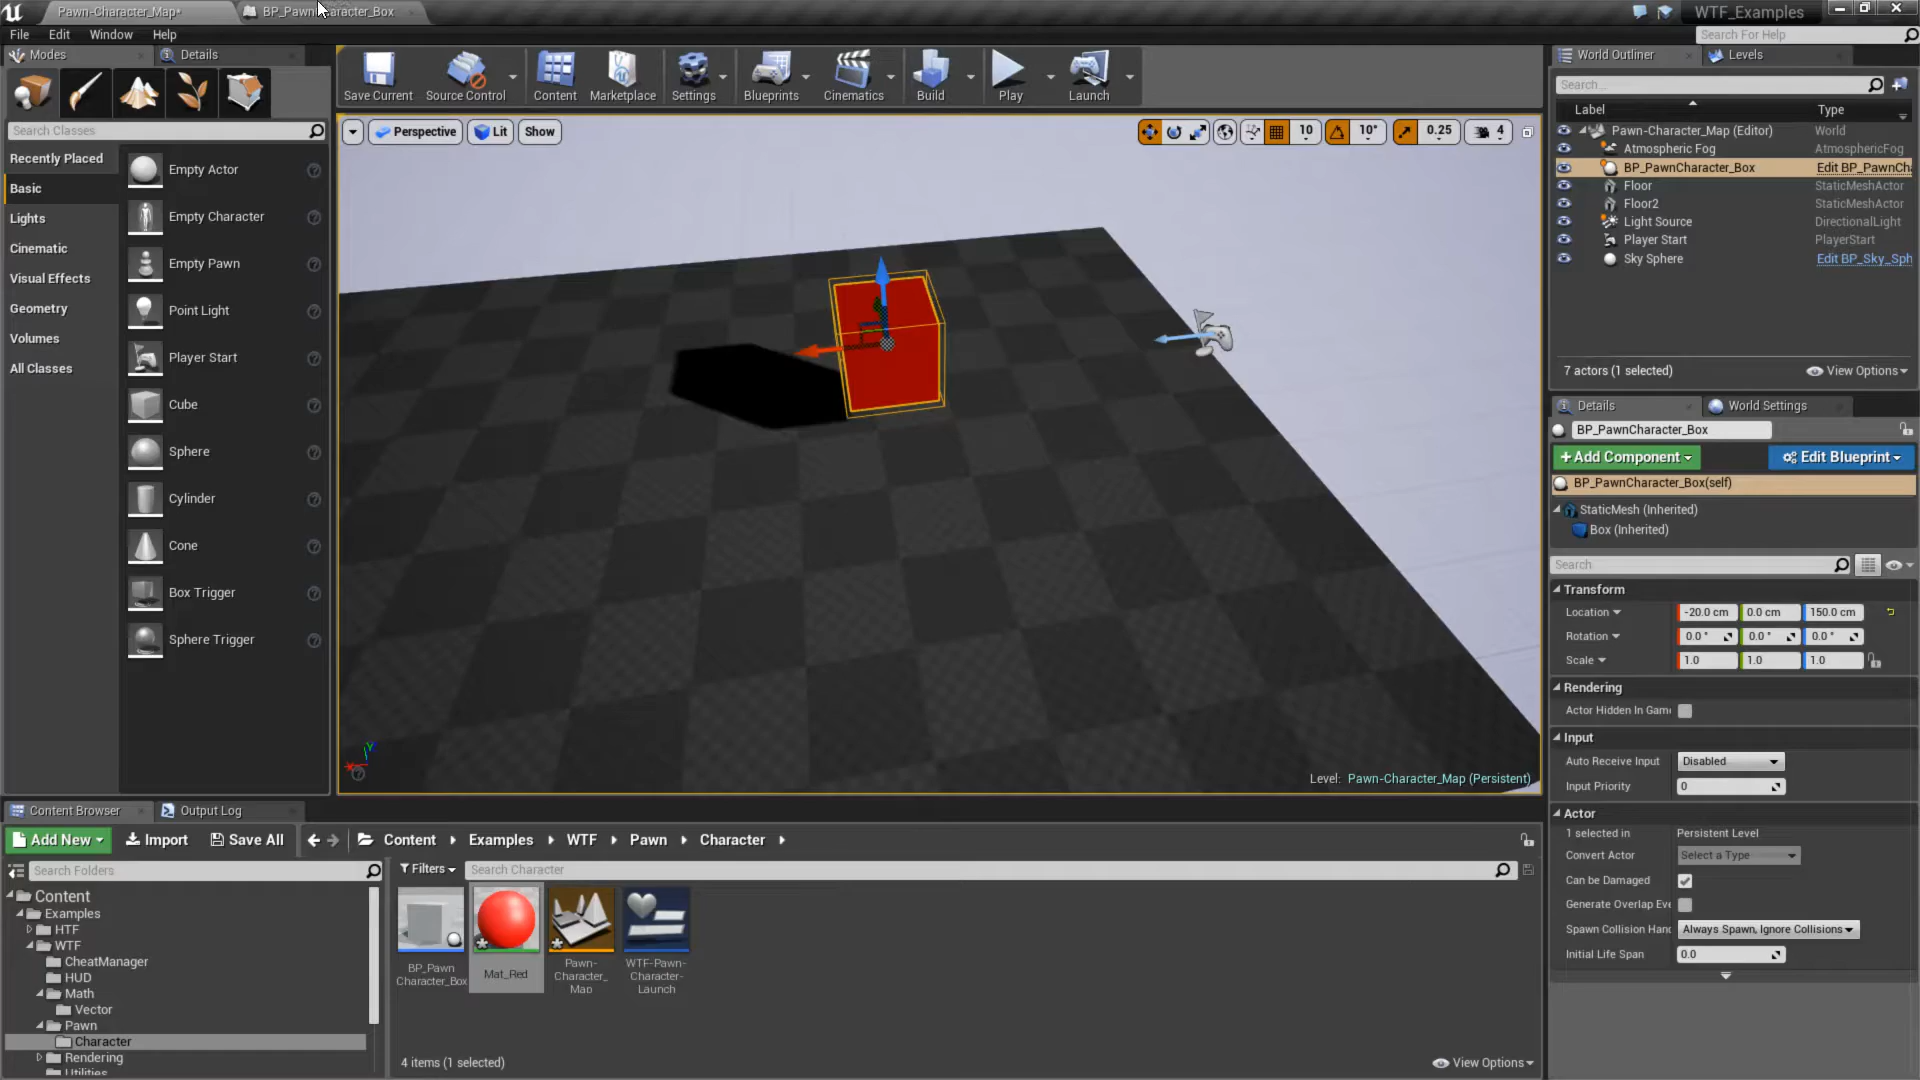 Pawn-Character_Map*
BP_PawnCharacter_Box
WTF_Examples
File Edit Window Help
Search For Help
Modes
Details
Search Classes
Recently Placed
Basic
Lights
Cinematic
Visual Effects
Geometry
Volumes
All Classes
Empty Actor
Empty Character
Empty Pawn
Point Light
Player Start
Cube
Sphere
Cylinder
Cone
Box Trigger
Sphere Trigger
Save Current
Source Control
Content
Marketplace
Settings
Blueprints
Cinematics
Build
Play
Launch
Perspective
Lit
Show
10
10°
0.25
4
Level: Pawn-Character_Map (Persistent)
World Outliner
Levels
Search...
Label Type
Pawn-Character_Map (Editor) World
Atmospheric Fog AtmosphericFog
BP_PawnCharacter_Box Edit BP_PawnCh
Floor StaticMeshActor
Floor2 StaticMeshActor
Light Source DirectionalLight
Player Start PlayerStart
Sky Sphere Edit BP_Sky_Sph
7 actors (1 selected)
View Options
Details
World Settings
BP_PawnCharacter_Box
+Add Component
Edit Blueprint
BP_PawnCharacter_Box(self)
StaticMesh (Inherited)
Box (Inherited)
Search
Transform
Location -20.0 cm 0.0 cm 150.0 cm
Rotation 0.0 ° 0.0 ° 0.0 °
Scale 1.0 1.0 1.0
Rendering
Actor Hidden In Gam
Input
Auto Receive Input Disabled
Input Priority 0
Actor
1 selected in Persistent Level
Convert Actor Select a Type
Can be Damaged
Generate Overlap Eve
Spawn Collision Hanc Always Spawn, Ignore Collisions
Initial Life Span 0.0
Content Browser
Output Log
Add New
Import
Save All
Content
Examples
WTF
Pawn
Character
Search Folders
Filters
Search Character
Content
Examples
HTF
WTF
CheatManager
HUD
Math
Vector
Pawn
Character
Rendering
Utilities
BP_Pawn
Character_Box
Mat_Red
Pawn-
Character_
Map
WTF-Pawn-
Character-
Launch
4 items (1 selected)
View Options